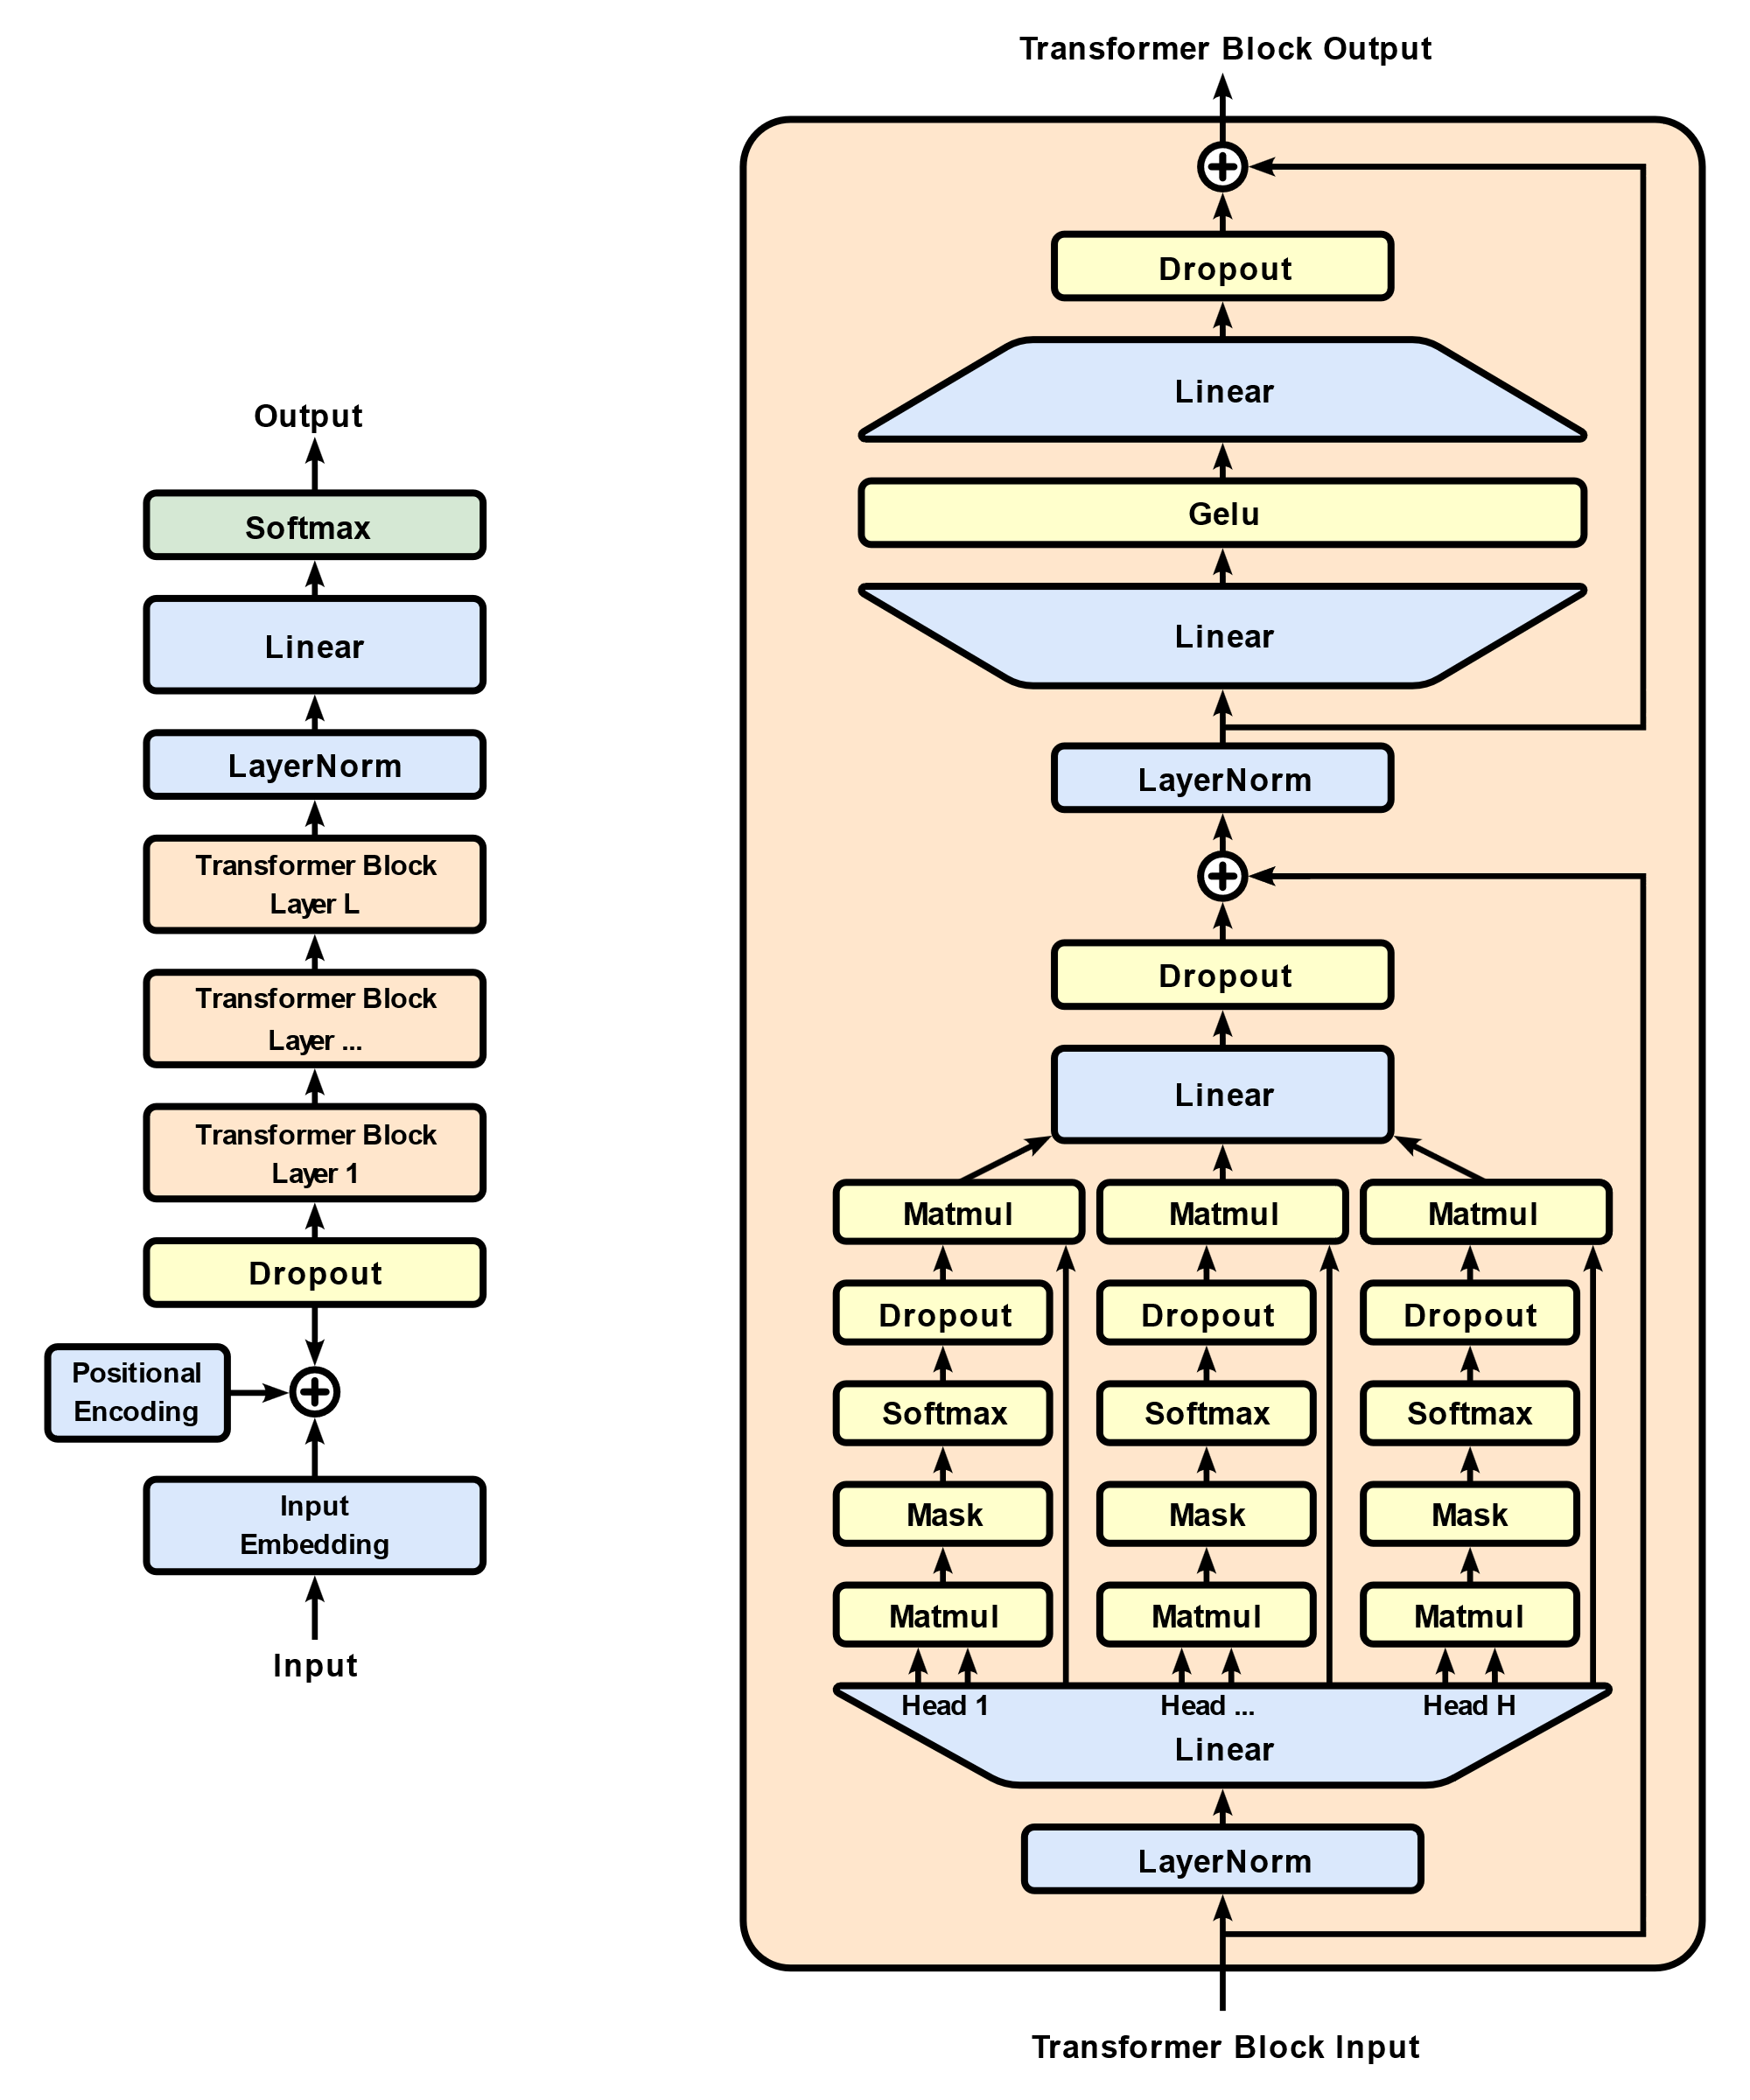 Output
Softmax
Linear
LayerNorm
Transformer Block
Layer L
Transformer Block
Layer ...
Transformer Block
Layer 1
Dropout
Positional
Encoding
Input
Embedding
Input
Transformer Block Output
Dropout
Linear
Gelu
Linear
LayerNorm
Dropout
Linear
Matmul Matmul Matmul
Dropout Dropout Dropout
Softmax Softmax Softmax
Mask Mask Mask
Matmul Matmul Matmul
Head 1 Head ... Head H
Linear
LayerNorm
Transformer Block Input